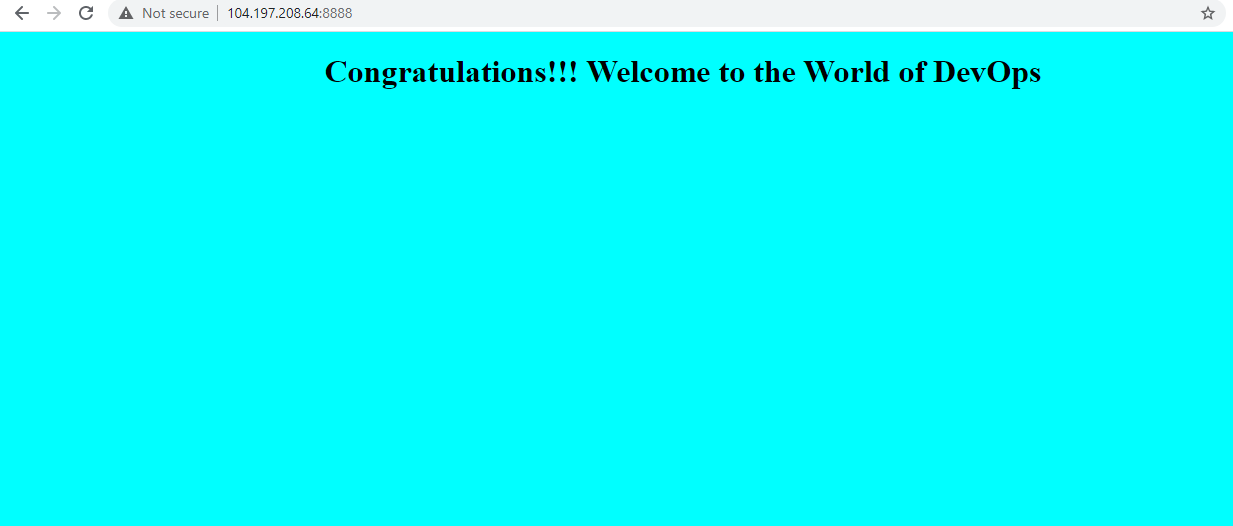 Not secure 104.197.208.64:8888
Congratulations!!! Welcome to the World of DevOps